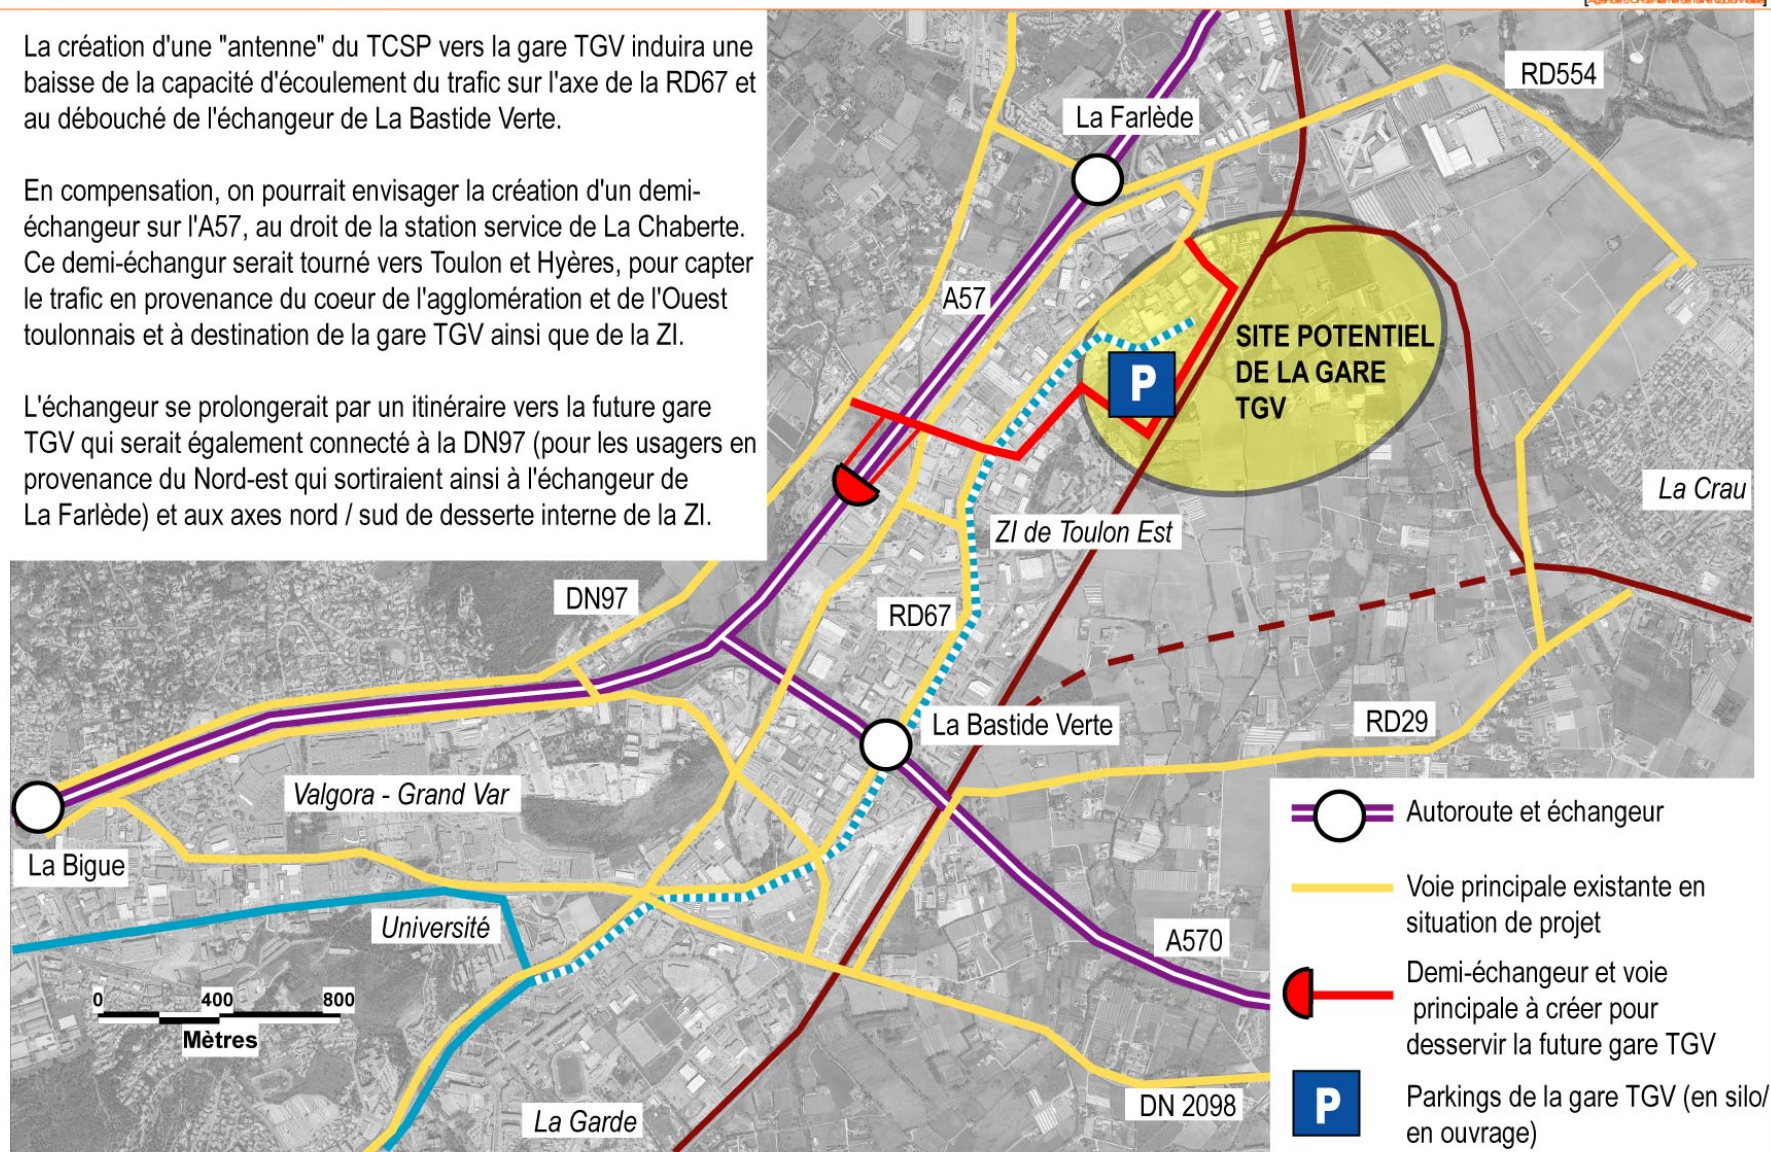 La création d'une "antenne" du TCSP vers la gare TGV induira une
baisse de la capacité d'écoulement du trafic sur l'axe de la RD67 et
au débouché de l'échangeur de La Bastide Verte.
En compensation, on pourrait envisager la création d'un demi-
échangeur sur l'A57, au droit de la station service de La Chaberte.
Ce demi-échangur serait tourné vers Toulon et Hyères, pour capter
le trafic en provenance du coeur de l'agglomération et de l'Ouest
toulonnais et à destination de la gare TGV ainsi que de la ZI.
L'échangeur se prolongerait par un itinéraire vers la future gare
TGV qui serait également connecté à la DN97 (pour les usagers en
provenance du Nord-est qui sortiraient ainsi à l'échangeur de
La Farlède) et aux axes nord / sud de desserte interne de la ZI.
RD554
La Farlède
A57
SITE POTENTIEL
DE LA GARE
TGV
P
La Crau
ZI de Toulon Est
DN97
RD67
La Bastide Verte
RD29
Valgora - Grand Var
La Bigue
Université
A570
0 400 800
Mètres
La Garde
DN 2098
Autoroute et échangeur
Voie principale existante en
situation de projet
Demi-échangeur et voie
principale à créer pour
desservir la future gare TGV
P
Parkings de la gare TGV (en silo/
en ouvrage)